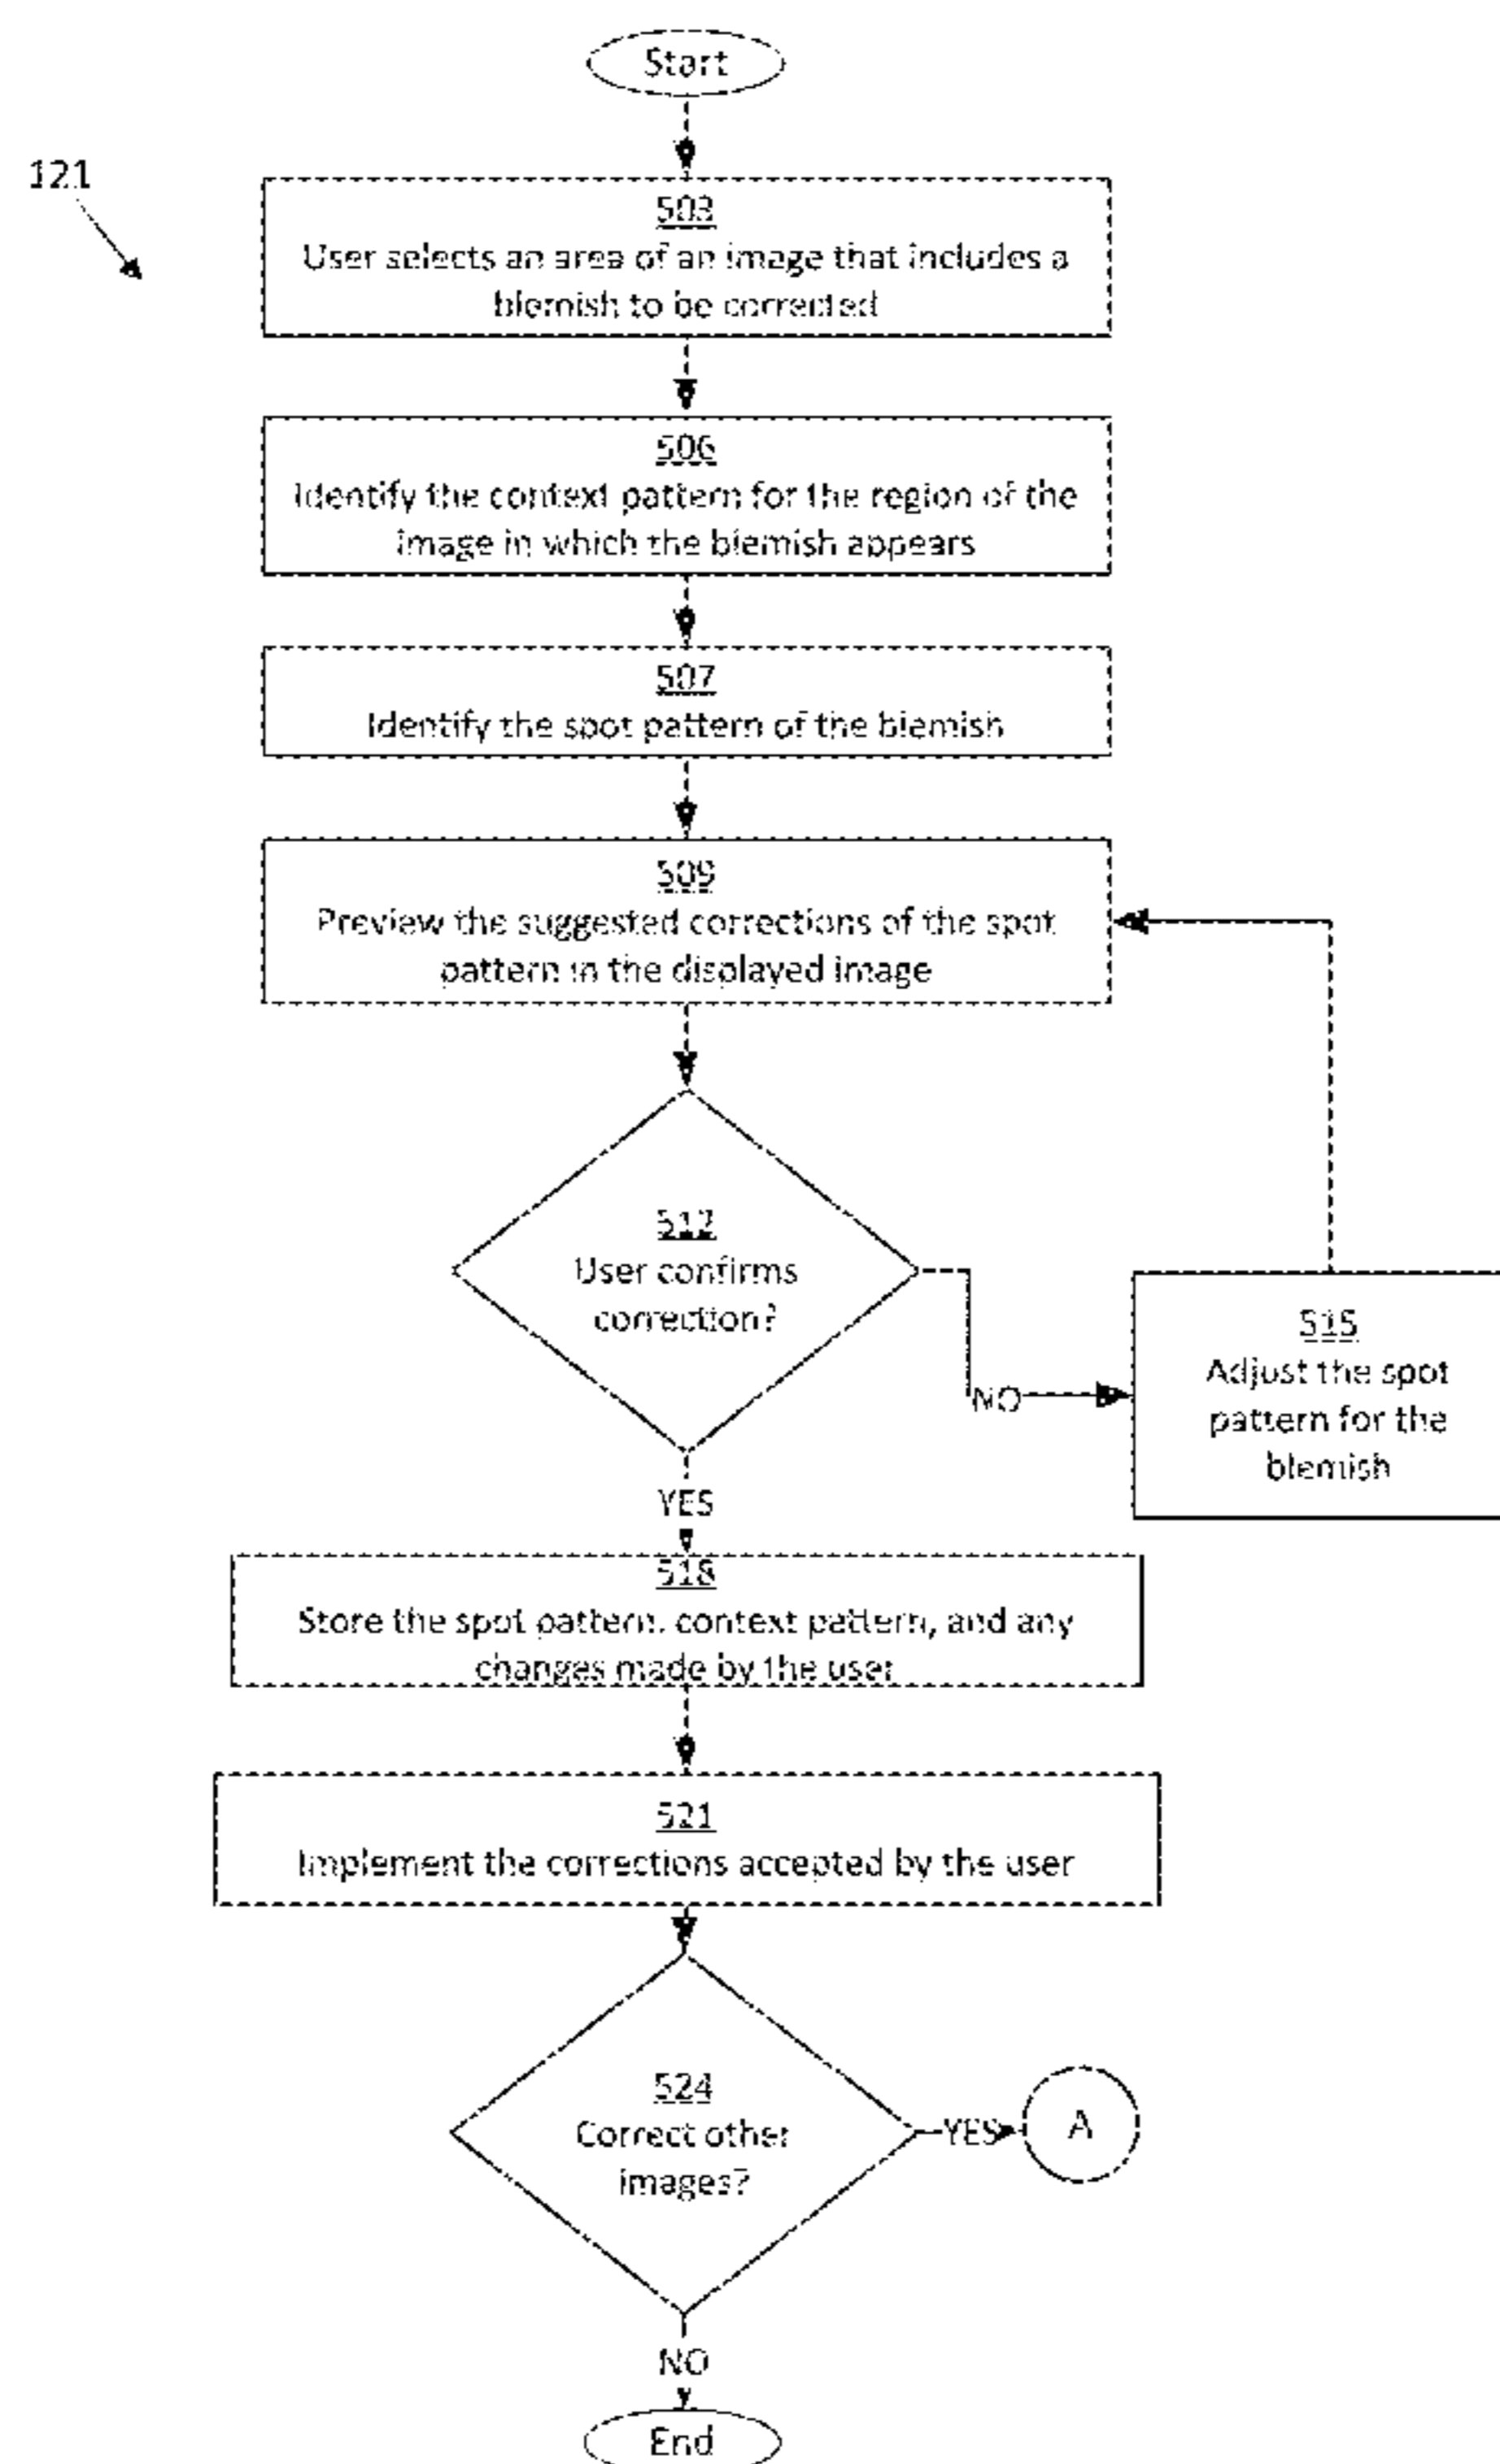 Start
121
503
User selects an area of an image that includes a
blemish to be corrected
506
Identify the context pattern for the region of the
image in which the blemish appears
507
Identify the spot pattern of the blemish
509
Preview the suggested corrections of the spot
pattern in the displayed image
512
User confirms
correction?
NO
515
Adjust the spot
pattern for the
blemish
YES
518
Store the spot pattern, context pattern, and any
changes made by the user
521
Implement the corrections accepted by the user
524
Correct other
images?
YES
A
NO
End